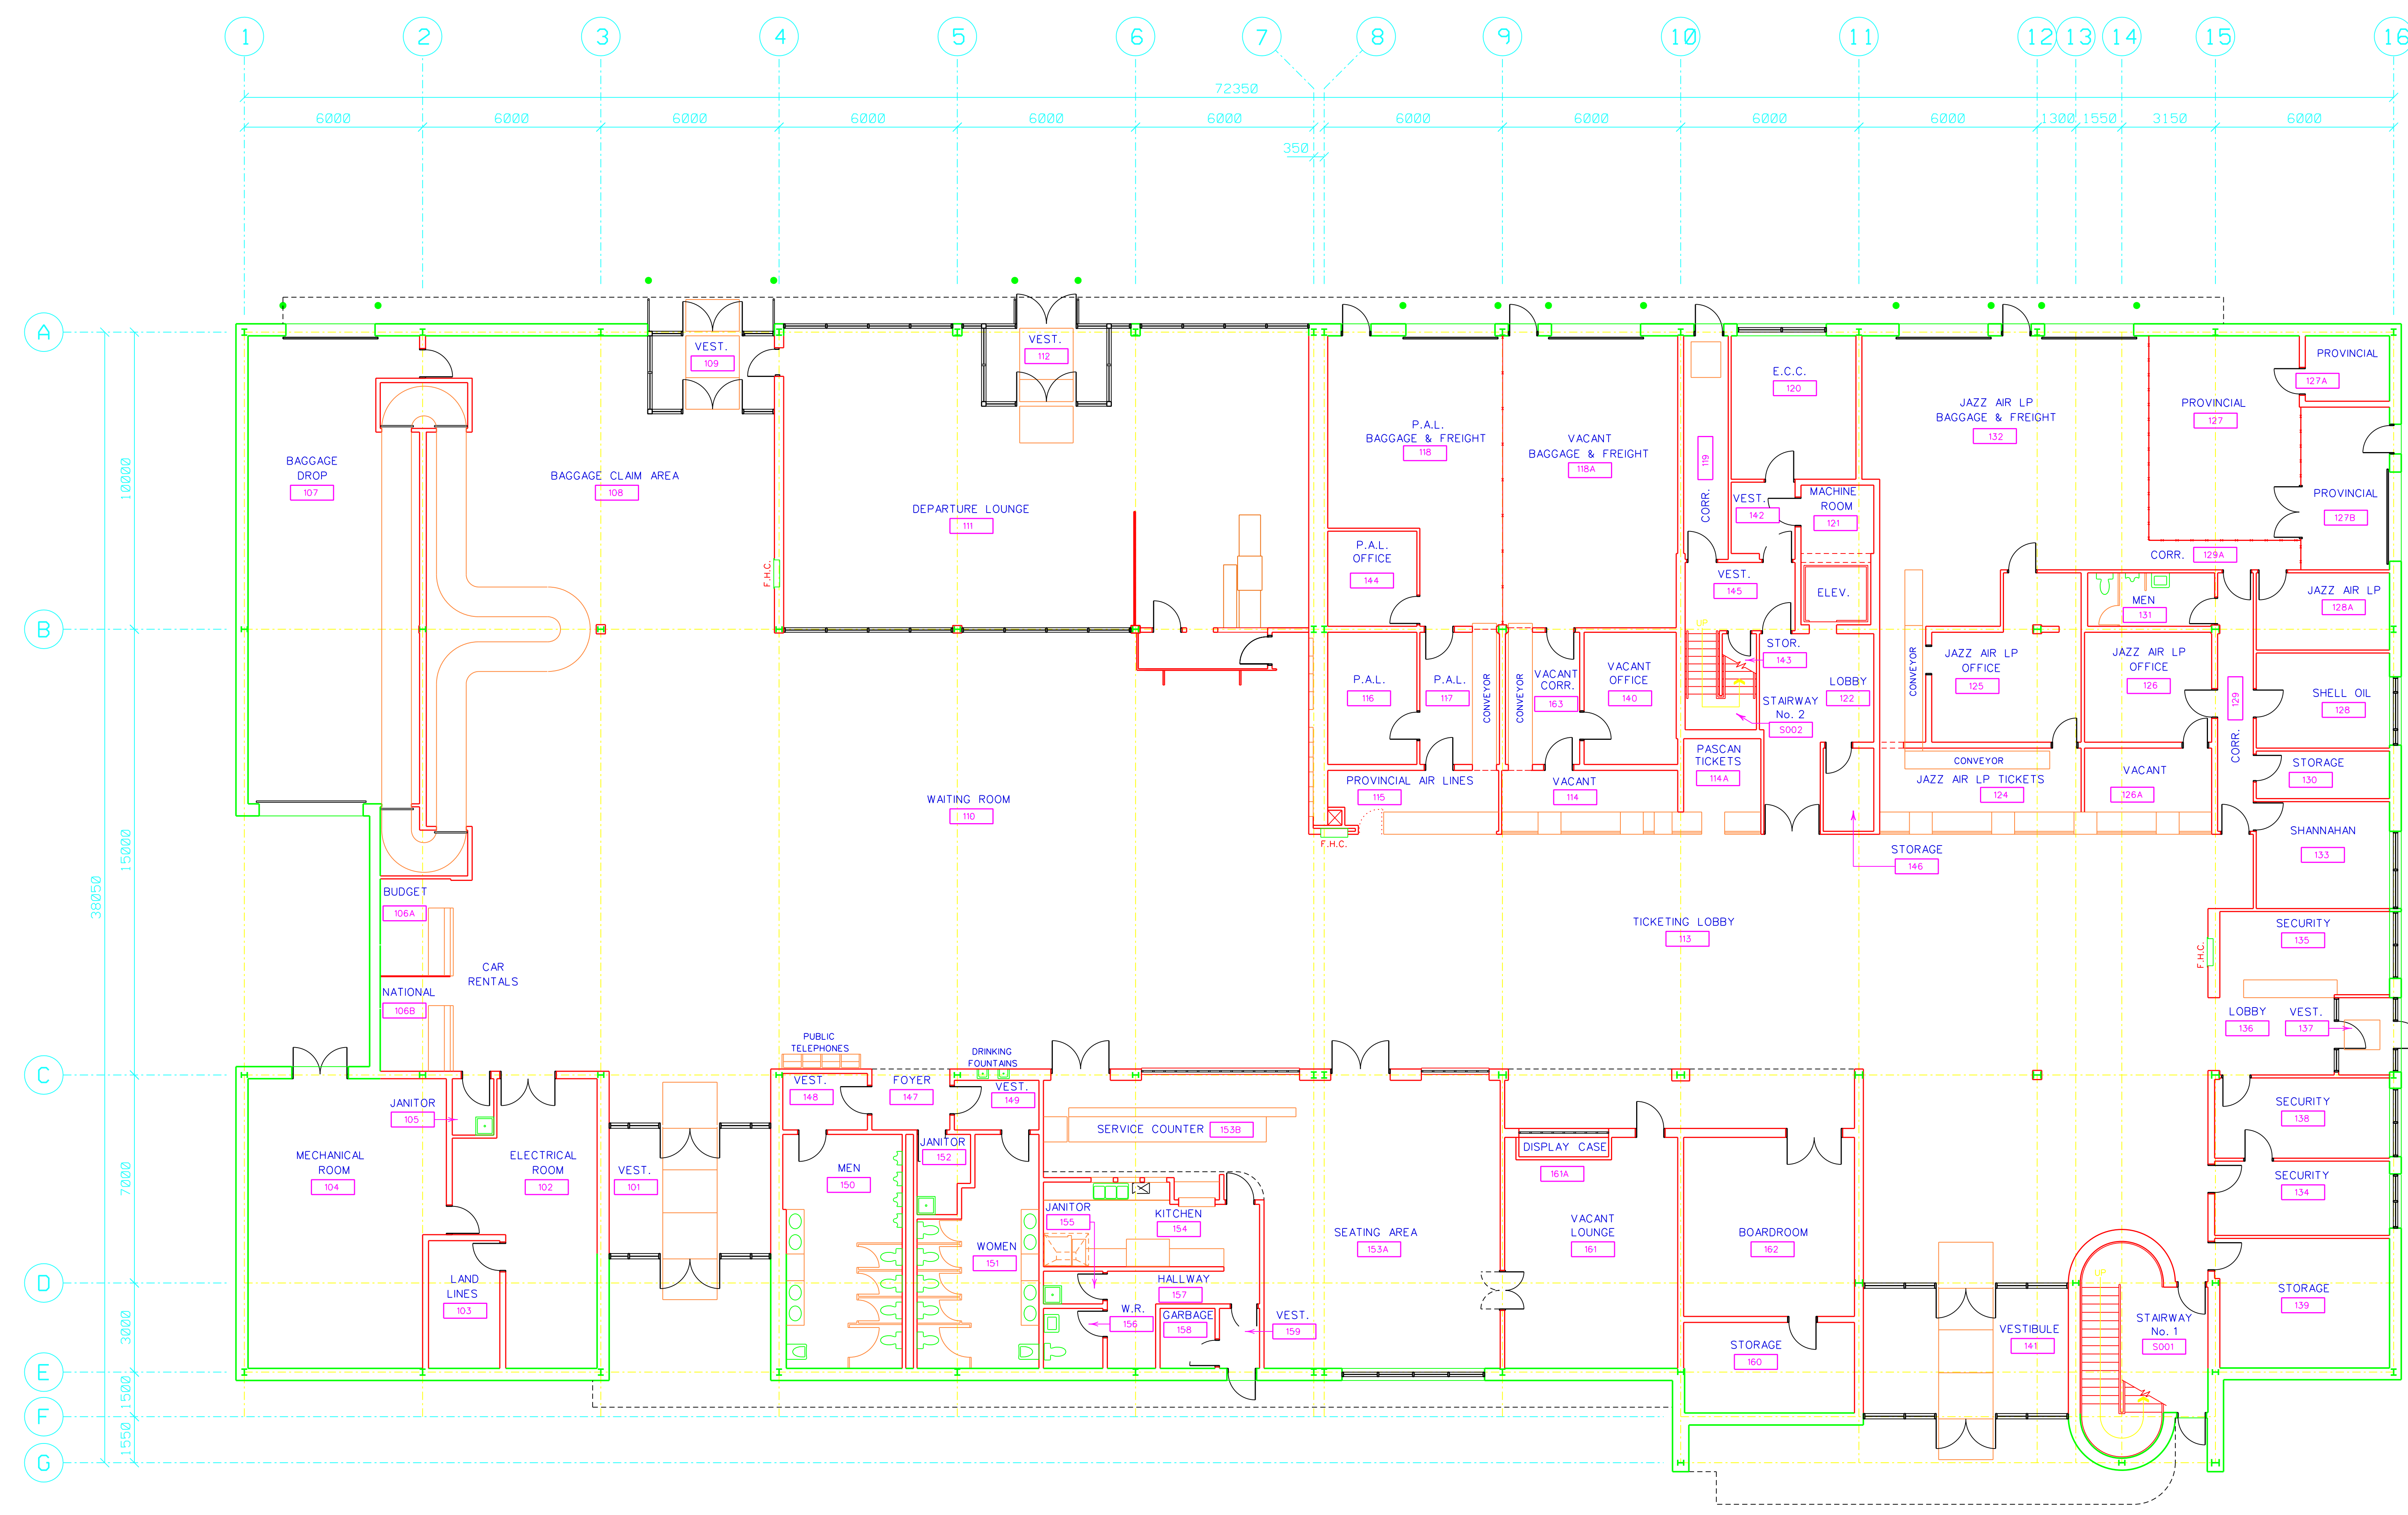 1 2 3 4 5 6 7 8 9 10 11 12 13 14 15 16
72350
6000 6000 6000 6000 6000 6000 6000 6000 6000 6000 1300 1550 3150 6000
350
A
B
C
D
E
F
G
38050
10000
15000
7000
3000
1500
1550
VEST.
109
VEST.
112
BAGGAGE
DROP
107
BAGGAGE CLAIM AREA
108
DEPARTURE LOUNGE
111
F.H.C.
P.A.L.
BAGGAGE & FREIGHT
118
VACANT
BAGGAGE & FREIGHT
118A
119
CORR.
E.C.C.
120
VEST.
142
MACHINE
ROOM
121
JAZZ AIR LP
BAGGAGE & FREIGHT
132
PROVINCIAL
127
PROVINCIAL
127A
PROVINCIAL
127B
CORR.
129A
P.A.L.
OFFICE
144
VEST.
145
ELEV.
MEN
131
JAZZ AIR LP
128A
UP
STOR.
143
P.A.L.
116
P.A.L.
117
CONVEYOR
CONVEYOR
VACANT
CORR.
163
VACANT
OFFICE
140
STAIRWAY
No. 2
S002
LOBBY
122
CONVEYOR
JAZZ AIR LP
OFFICE
125
JAZZ AIR LP
OFFICE
126
129
CORR.
SHELL OIL
128
PASCAN
TICKETS
114A
CONVEYOR
STORAGE
130
PROVINCIAL AIR LINES
115
VACANT
114
JAZZ AIR LP TICKETS
124
VACANT
126A
WAITING ROOM
110
F.H.C.
STORAGE
146
SHANNAHAN
133
BUDGET
106A
CAR
RENTALS
NATIONAL
106B
TICKETING LOBBY
113
SECURITY
135
F.H.C.
LOBBY
136
VEST.
137
PUBLIC
TELEPHONES
DRINKING
FOUNTAINS
VEST.
148
FOYER
147
VEST.
149
JANITOR
105
SERVICE COUNTER
153B
SECURITY
138
MECHANICAL
ROOM
104
ELECTRICAL
ROOM
102
VEST.
101
MEN
150
JANITOR
152
DISPLAY CASE
161A
SECURITY
134
JANITOR
155
KITCHEN
154
VACANT
LOUNGE
161
SEATING AREA
153A
BOARDROOM
162
WOMEN
151
LAND
LINES
103
HALLWAY
157
W.R.
156
GARBAGE
158
VEST.
159
UP
STORAGE
139
STORAGE
160
VESTIBULE
141
STAIRWAY
No. 1
S001